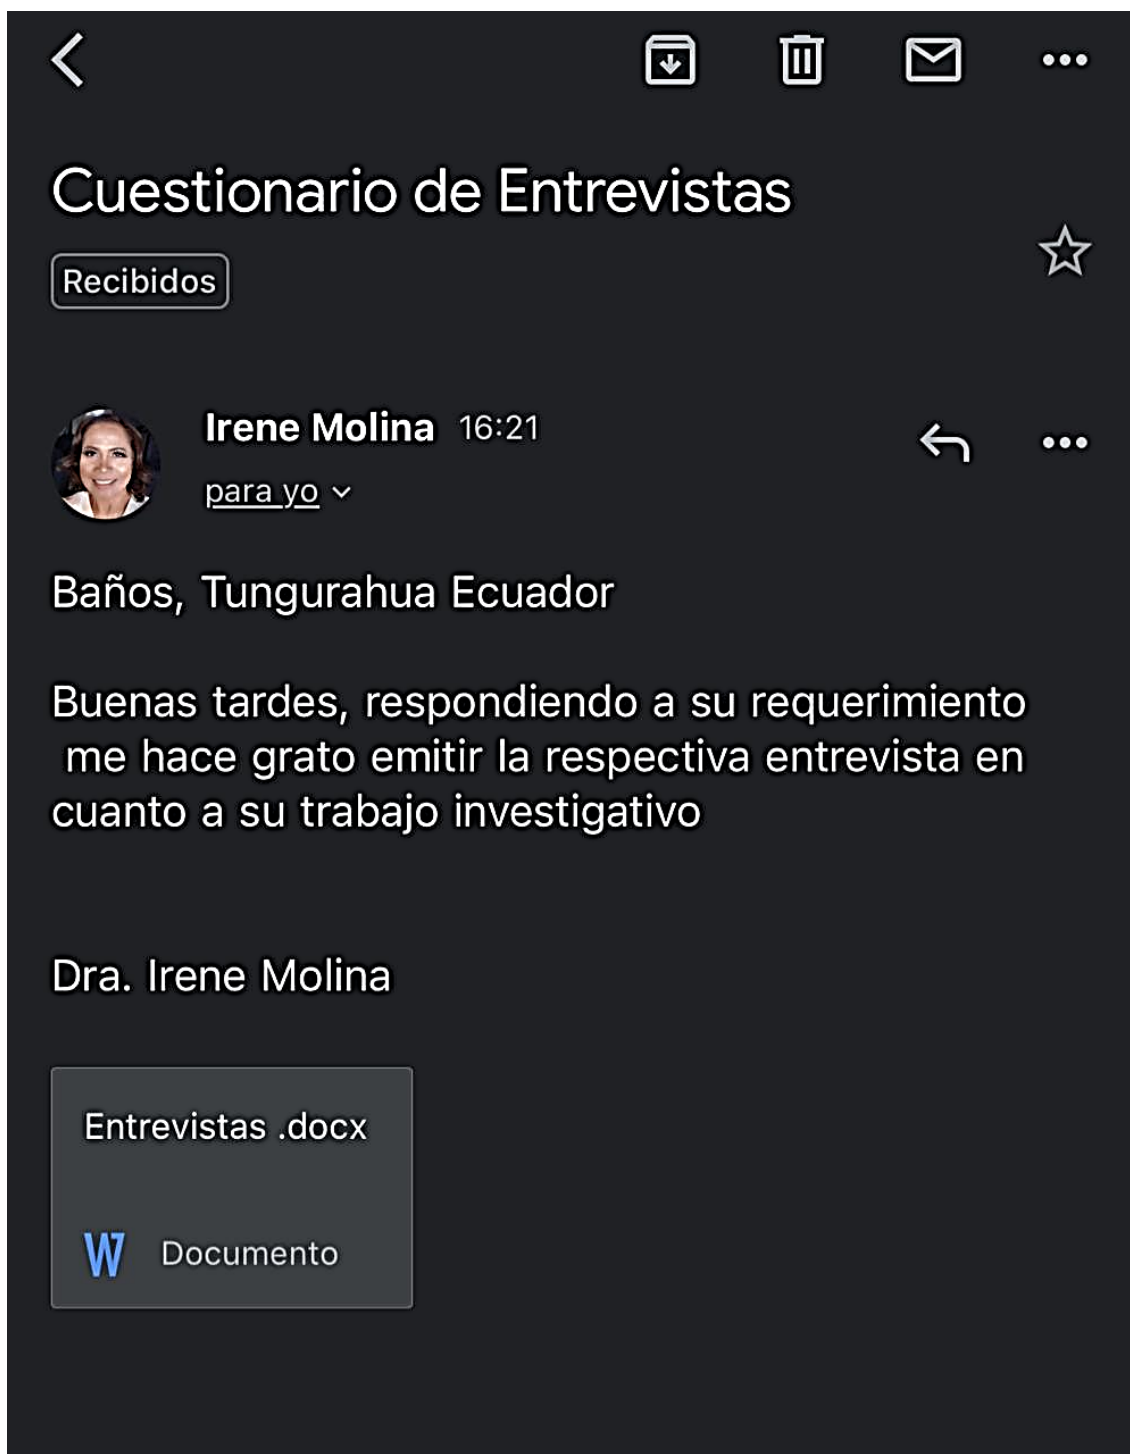 Cuestionario de Entrevistas
Recibidos
Irene Molina 16:21
para yo
Baños, Tungurahua Ecuador
Buenas tardes, respondiendo a su requerimiento
me hace grato emitir la respectiva entrevista en
cuanto a su trabajo investigativo
Dra. Irene Molina
Entrevistas .docx
W Documento